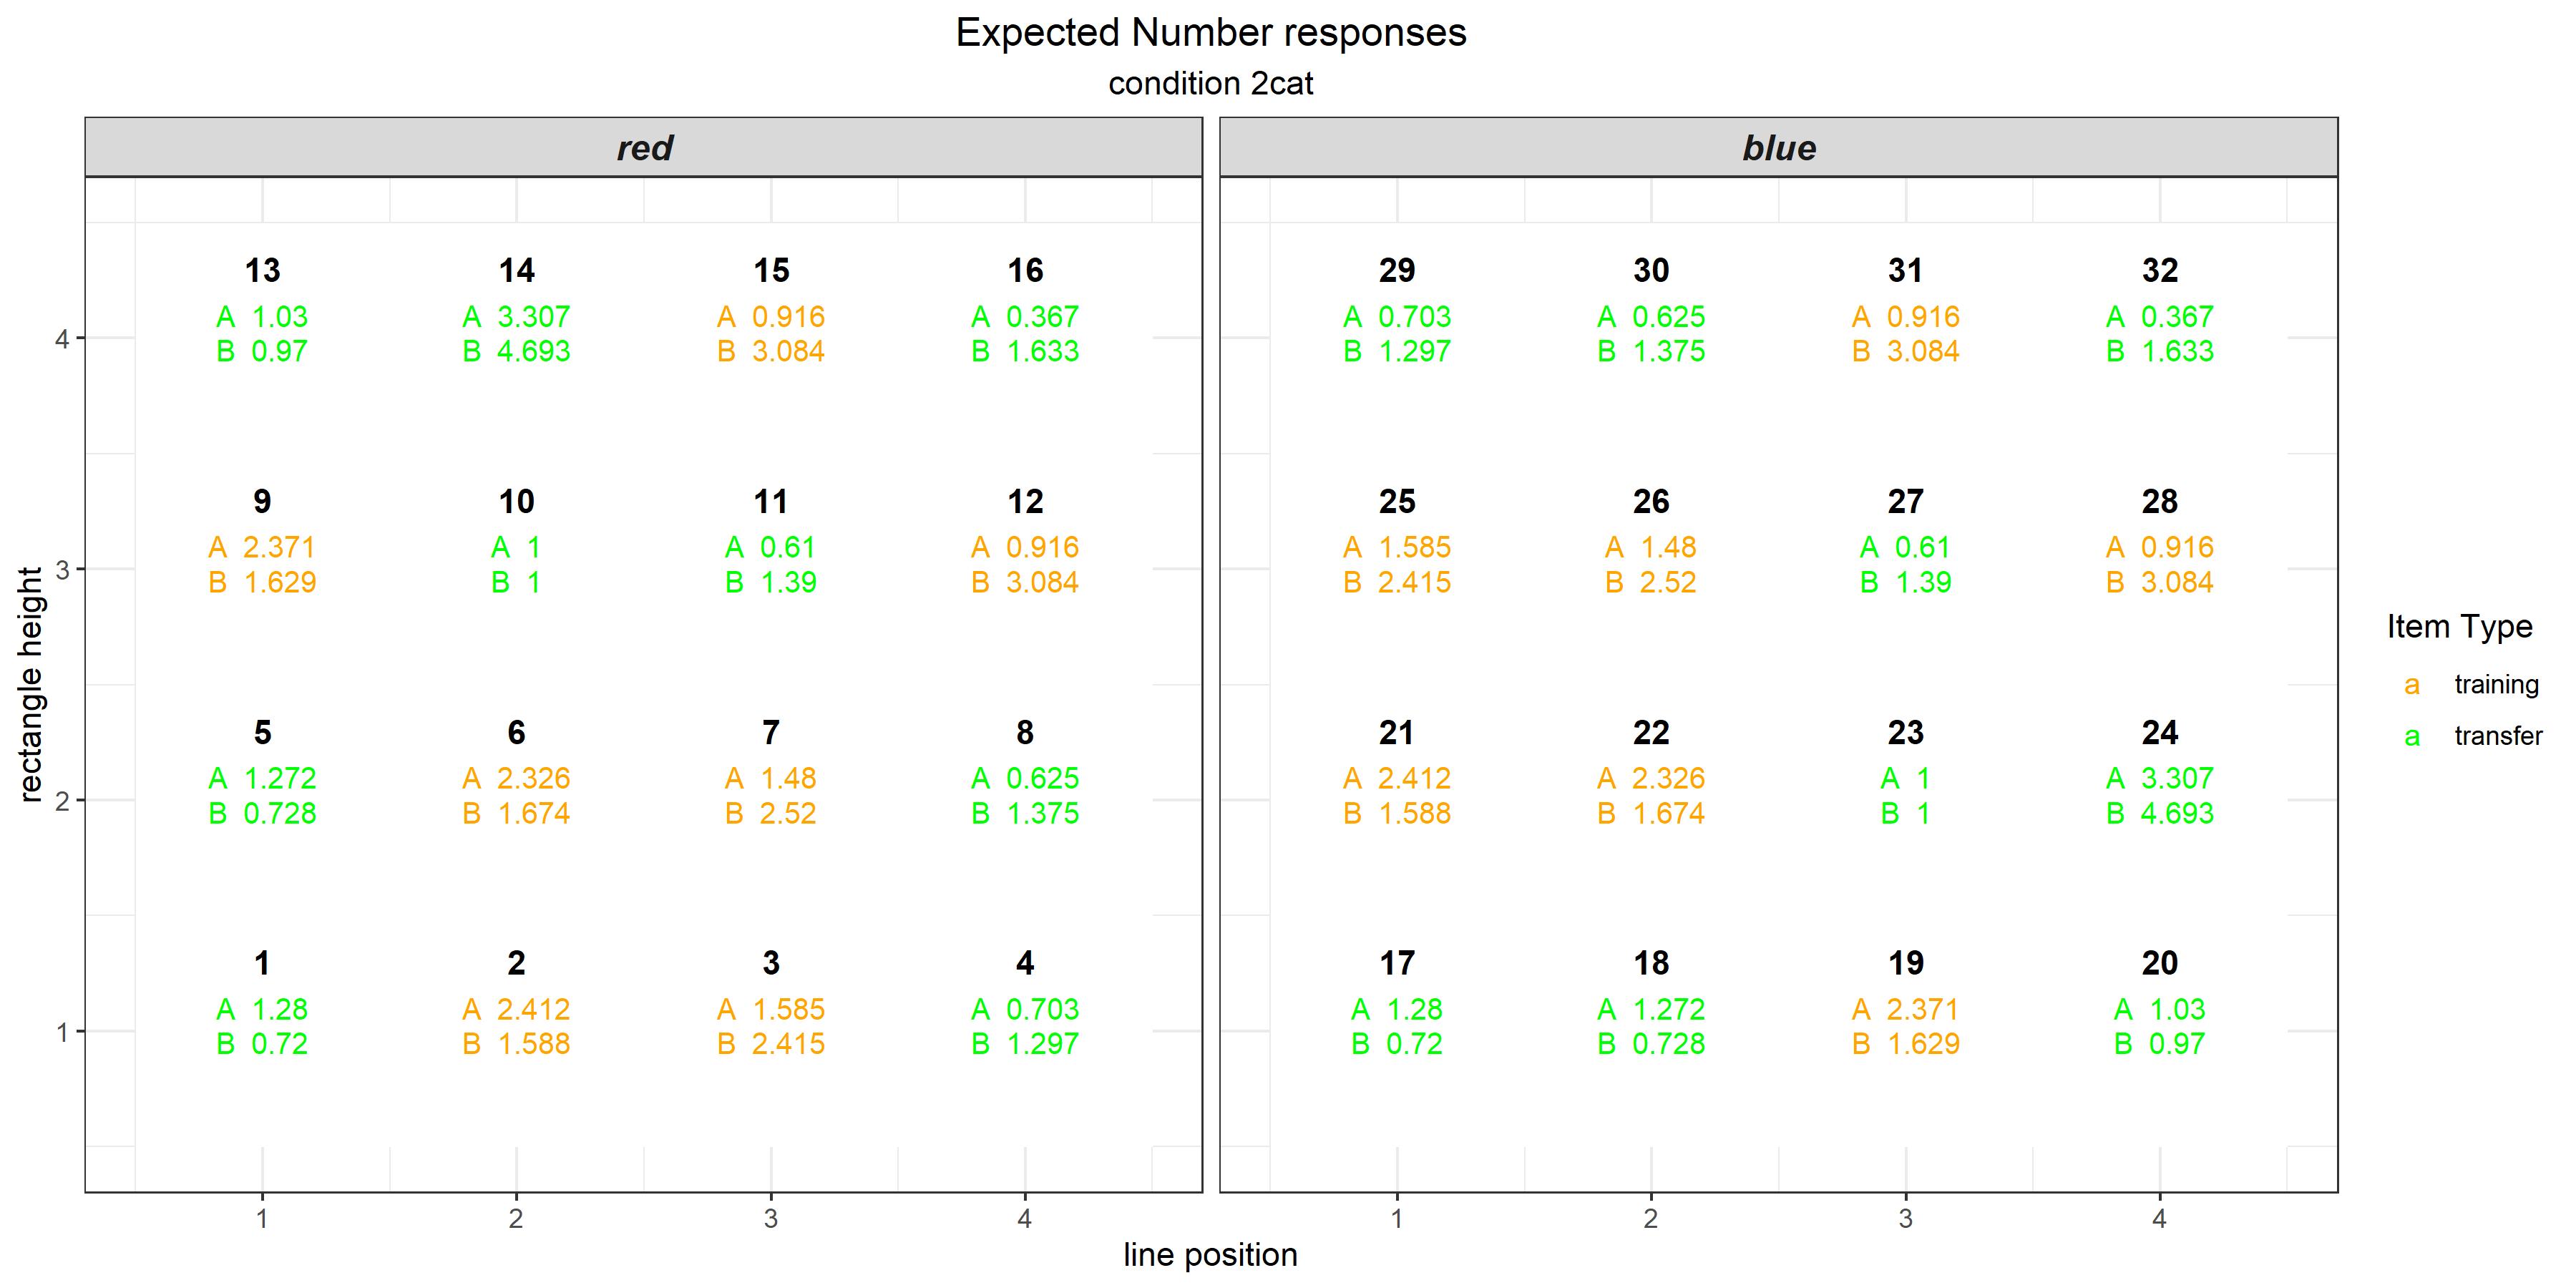 Expected Number responses
condition 2cat
red
blue
13 14 15 16 29 30 31 32
A 1.03 A 3.307 A 0.916 A 0.367 A 0.703 A 0.625 A 0.916 A 0.367
4 B 0.97 B 4.693 B 3.084 B 1.633 B 1.297 B 1.375 B 3.084 B 1.633
9 10 11 12 25 26 27 28
A 2.371 A 1 A 0.61 A 0.916 A 1.585 A 1.48 A 0.61 A 0.916
3 B 1.629 B 1 B 1.39 B 3.084 B 2.415 B 2.52 B 1.39 B 3.084
5 6 7 8 21 22 23 24
A 1.272 A 2.326 A 1.48 A 0.625 A 2.412 A 2.326 A 1 A 3.307
2 B 0.728 B 1.674 B 2.52 B 1.375 B 1.588 B 1.674 B 1 B 4.693
1 2 3 4 17 18 19 20
A 1.28 A 2.412 A 1.585 A 0.703 A 1.28 A 1.272 A 2.371 A 1.03
1 B 0.72 B 1.588 B 2.415 B 1.297 B 0.72 B 0.728 B 1.629 B 0.97
1 2 3 4 1 2 3 4
line position
rectangle height
Item Type
a training
a transfer